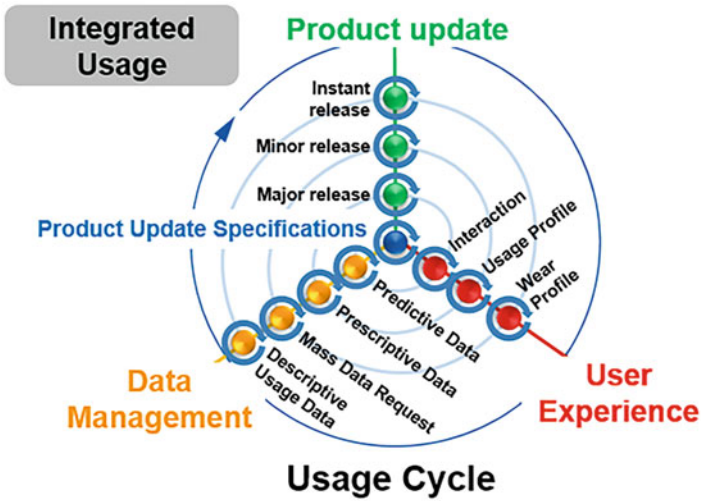 Integrated
Usage
Product update
Instant
release
Minor release
Major release
Product Update Specifications
Interaction
Usage Profile
Wear
Profile
Predictive Data
Prescriptive Data
Mass Data Request
Descriptive
Usage Data
Data
Management
User
Experience
Usage Cycle